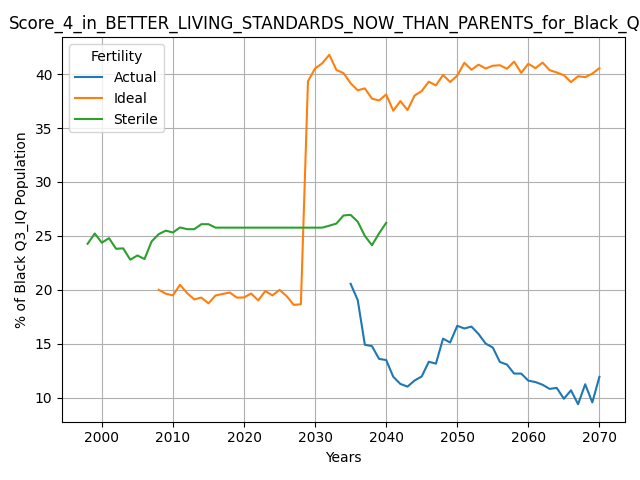 Score_4_in_BETTER_LIVING_STANDARDS_NOW_THAN_PARENTS_for_Black_Q
Fertility
Actual
Ideal
Sterile
% of Black Q3_IQ Population
40
35
30
25
20
15
10
2000 2010 2020 2030 2040 2050 2060 2070
Years